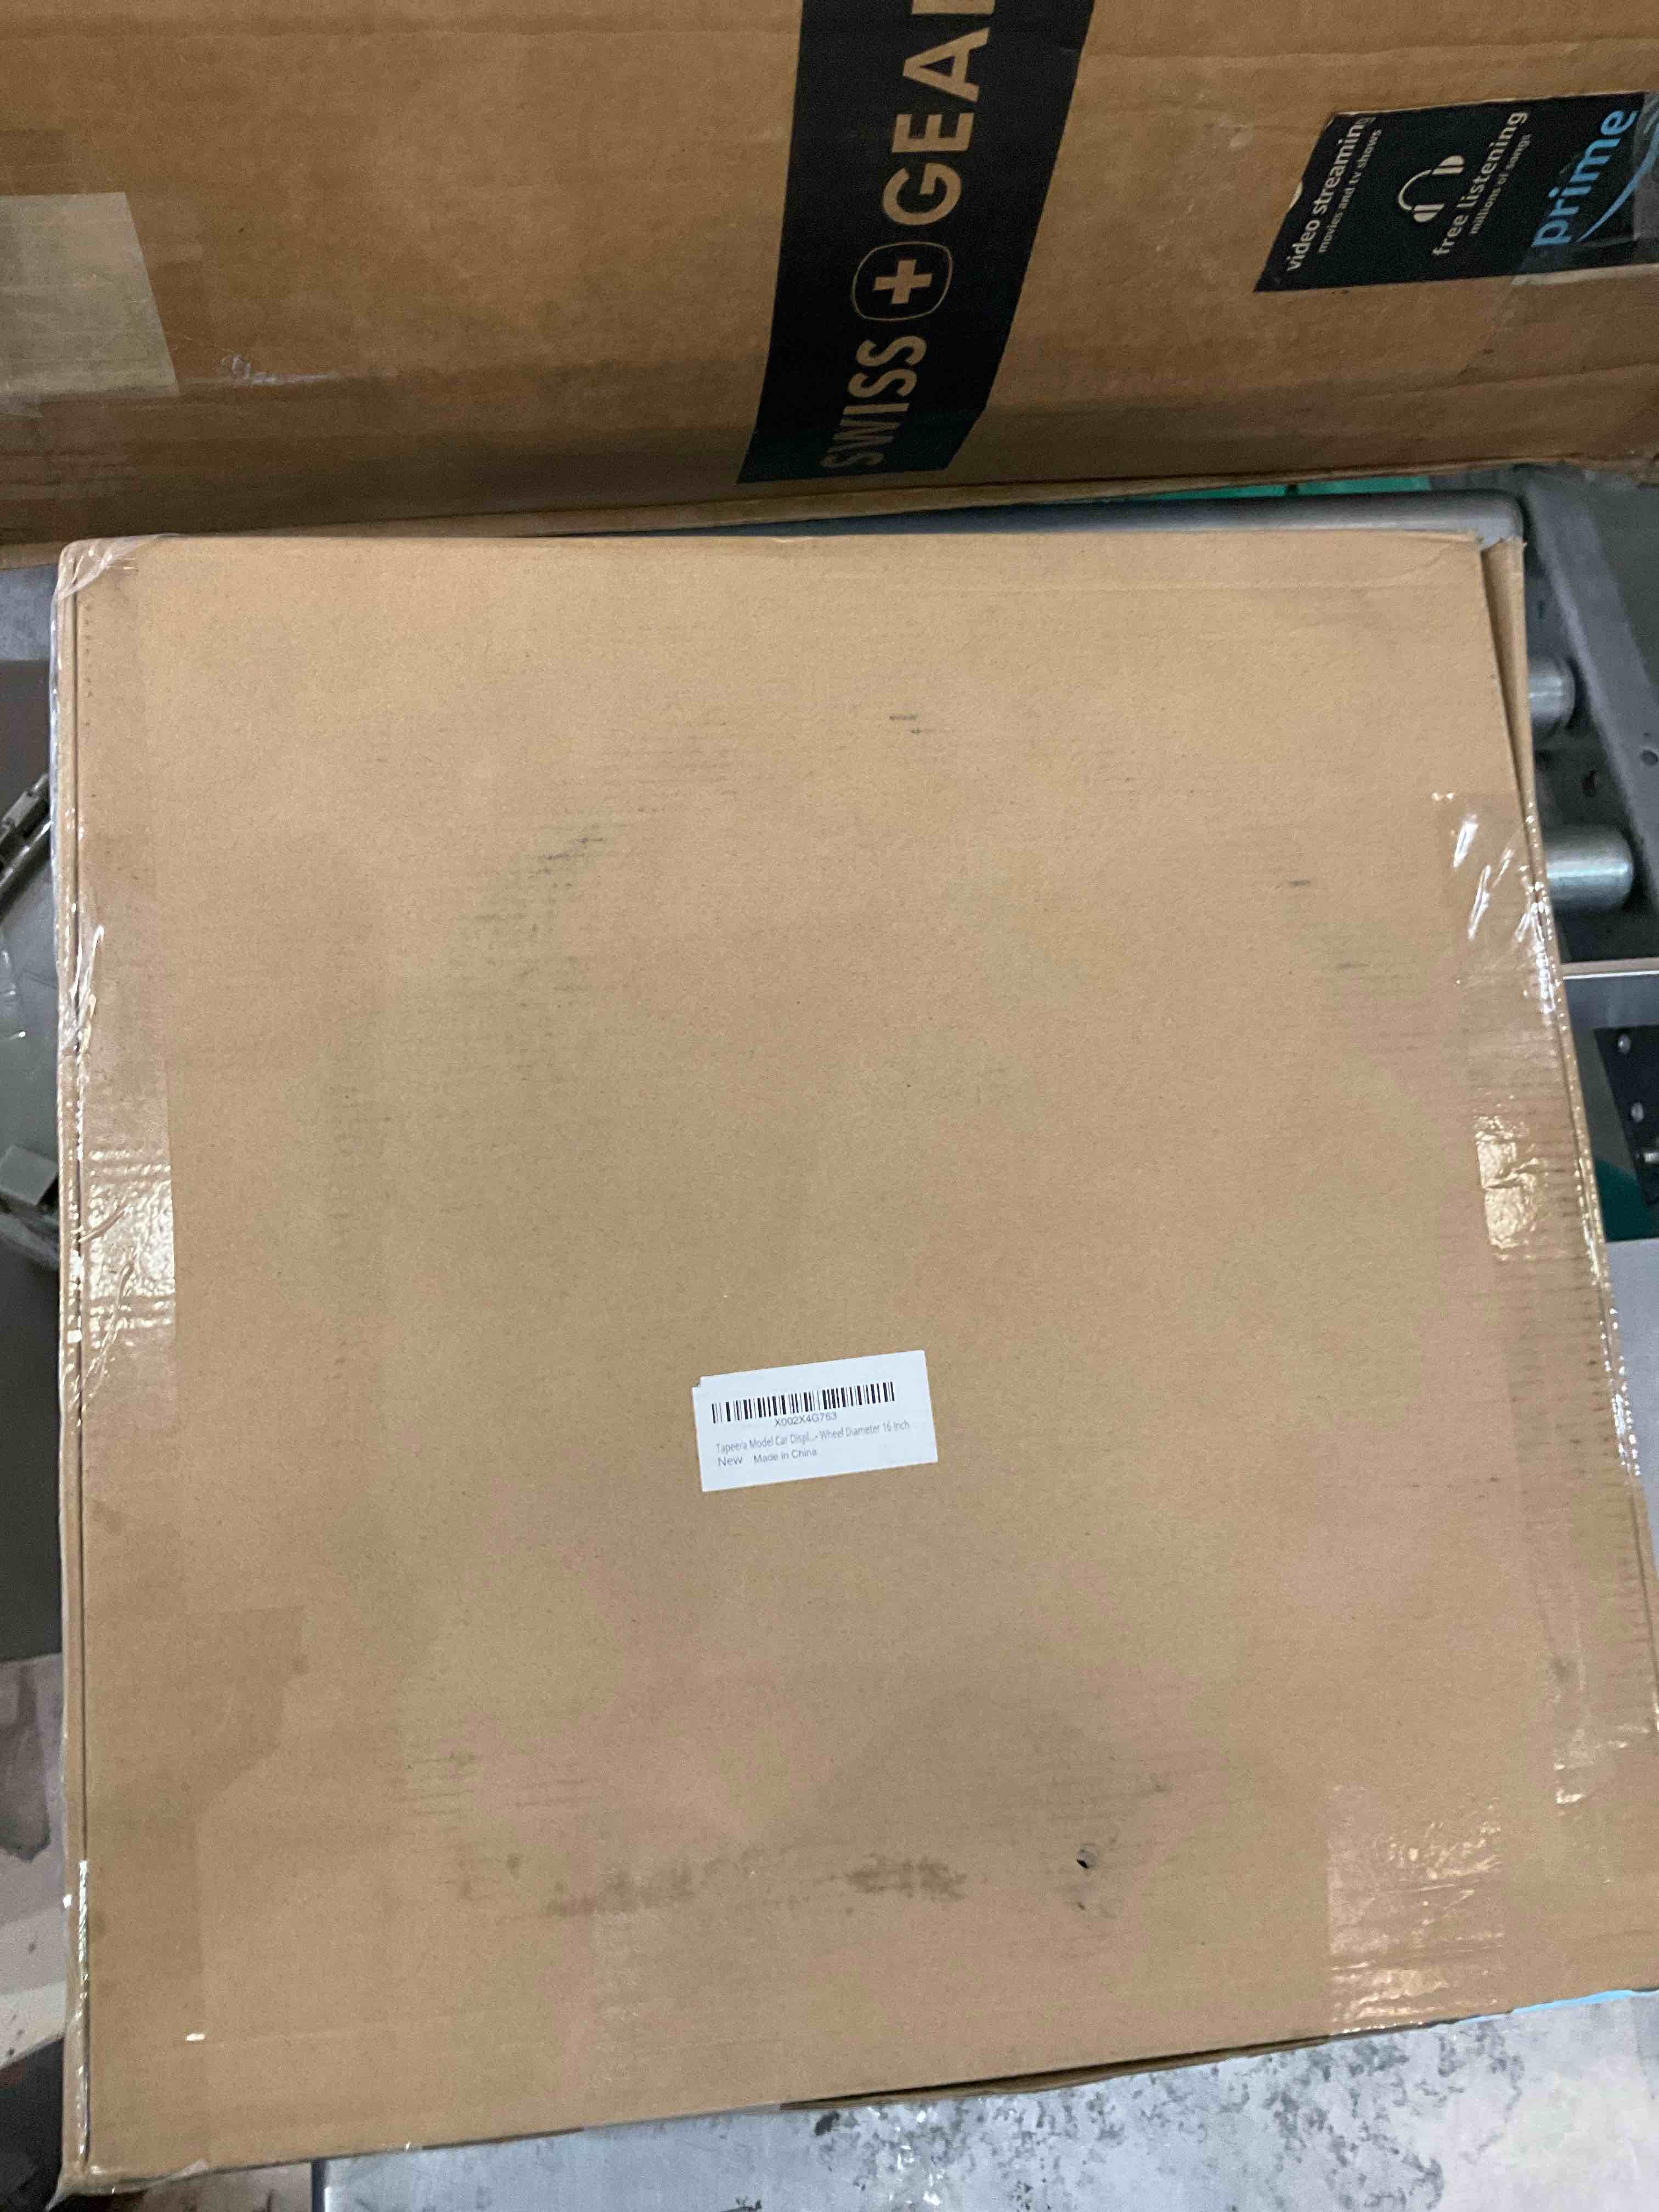 SWISS GEAR
video streaming
movies and tv shows
free listening
millions of songs
prime
X002X4G763
Tapeera Model Car Displ...- Wheel Diameter 16 Inch
New Made in China